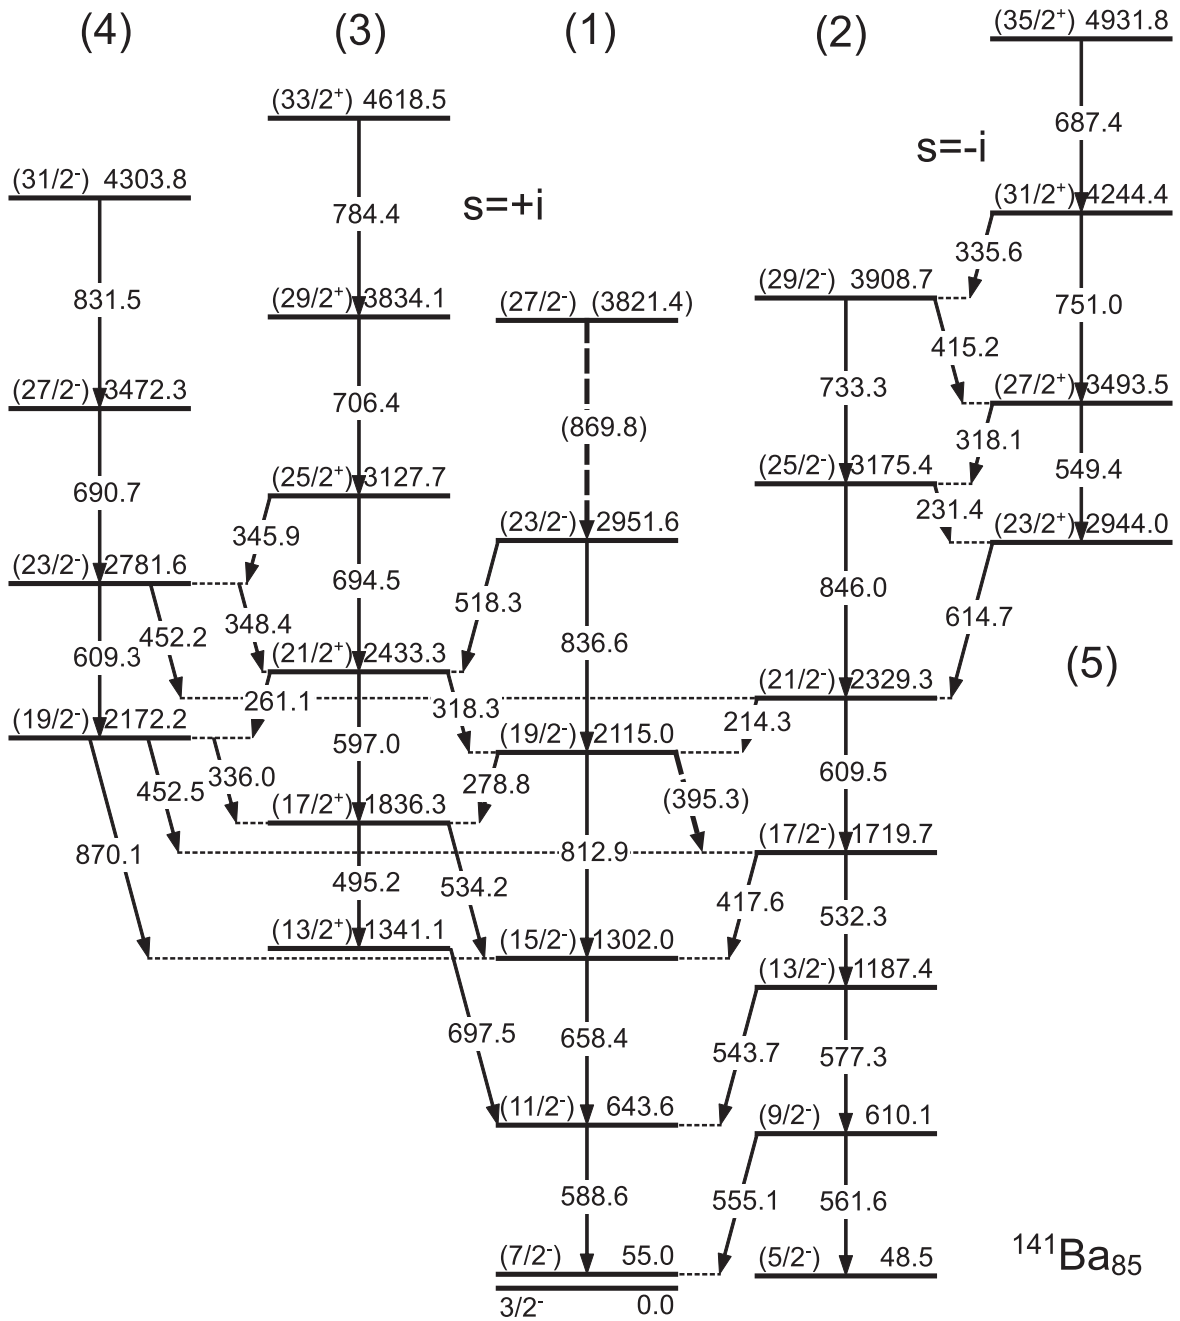 (4) (3) (1) (2) (35/2⁺) 4931.8
(33/2⁺) 4618.5
687.4
s=-i
(31/2⁻) 4303.8
(31/2⁺) 4244.4
784.4 s=+i
335.6
(29/2⁻) 3908.7
(29/2⁺) 3834.1
831.5 (27/2⁻) (3821.4) 751.0
415.2
(27/2⁻) 3472.3 733.3 (27/2⁺) 3493.5
706.4
(869.8) 318.1
(25/2⁻) 3175.4
(25/2⁺) 3127.7
690.7 549.4
231.4
(23/2⁻) 2951.6 (23/2⁺) 2944.0
345.9
(23/2⁻) 2781.6
694.5 846.0
518.3
348.4 614.7
452.2 836.6
609.3 (21/2⁺) 2433.3 (5)
(21/2⁻) 2329.3
261.1 318.3
(19/2⁻) 2172.2 214.3
(19/2⁻) 2115.0
597.0
336.0 278.8 609.5
452.5 (395.3)
(17/2⁺) 1836.3
(17/2⁻) 1719.7
870.1 812.9
495.2 534.2
417.6 532.3
(13/2⁺) 1341.1 (15/2⁻) 1302.0
(13/2⁻) 1187.4
697.5 658.4
543.7 577.3
(11/2⁻) 643.6 (9/2⁻) 610.1
588.6 555.1 561.6
(7/2⁻) 55.0 (5/2⁻) 48.5 ¹⁴¹Ba₈₅
3/2⁻ 0.0